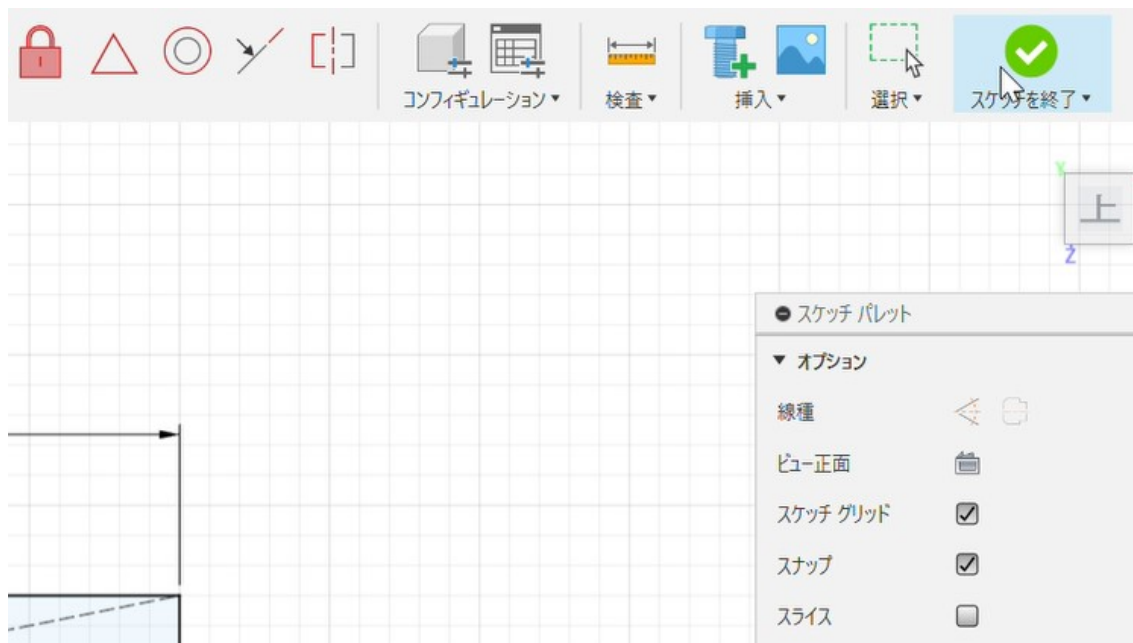 コンフィギュレーション▼ 検査▼ 挿入▼ 選択▼ スケッチを終了▼
Y
上
Z
スケッチ パレット
▼ オプション
線種
ビュー正面
スケッチ グリッド
スナップ
スライス